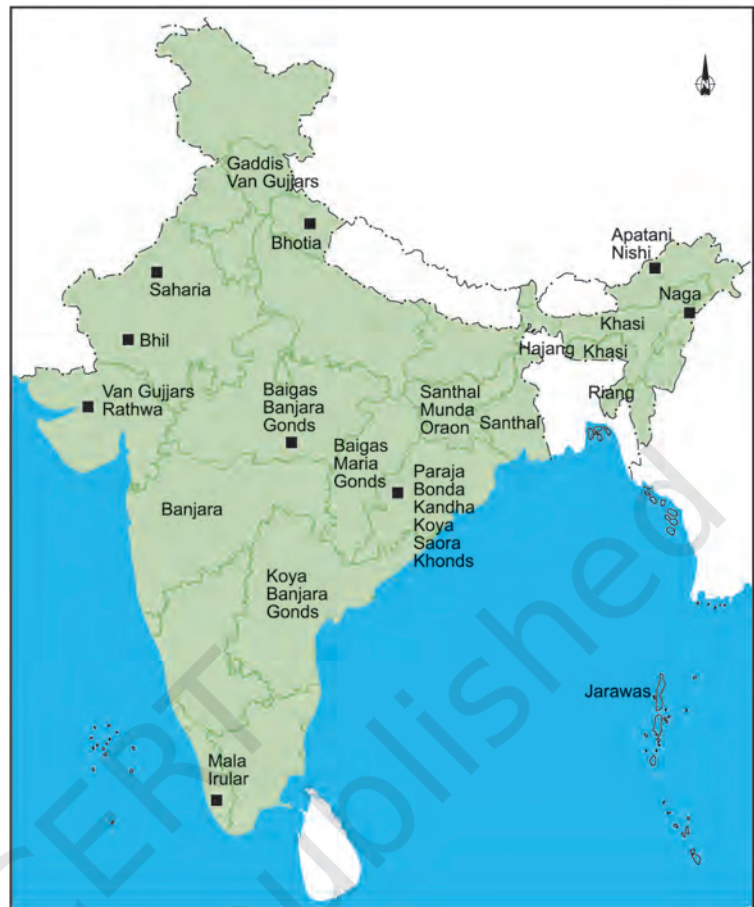 N
Gaddis
Van Gujjars
Bhotia
Apatani
Nishi
Saharia
Naga
Khasi
Bhil
Hajang
Khasi
Van Gujjars
Rathwa
Baigas
Banjara
Gonds
Santhal
Munda
Oraon
Santhal
Riang
Baigas
Maria
Gonds
Paraja
Bonda
Kandha
Koya
Saora
Khonds
Banjara
Koya
Banjara
Gonds
Jarawas
Mala
Irular
CERT
ublished